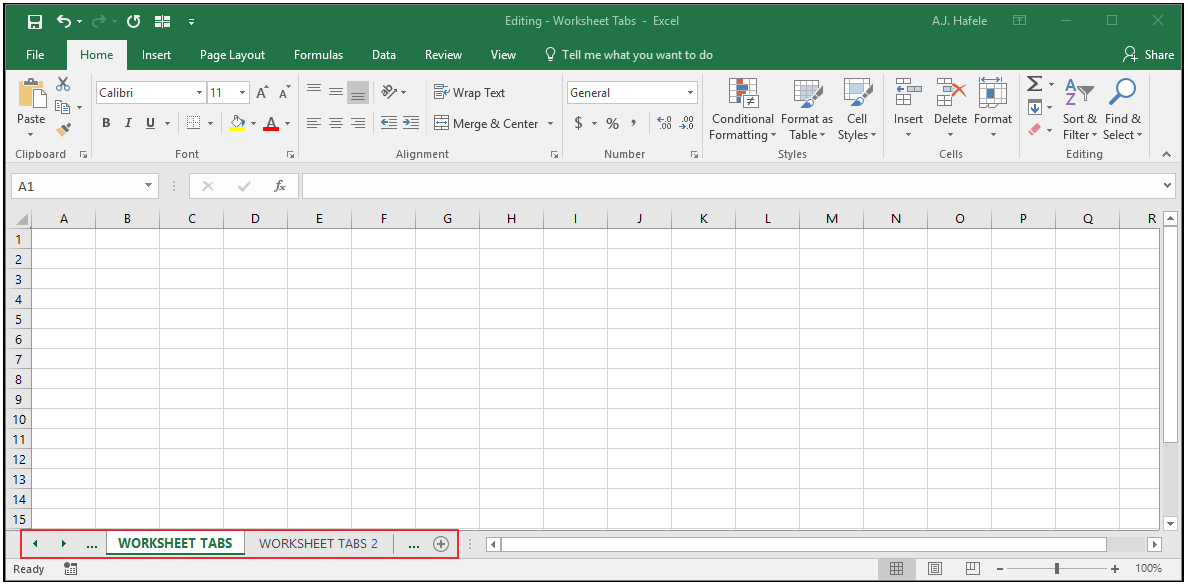 Editing - Worksheet Tabs - Excel
A.J. Hafele
File Home Insert Page Layout Formulas Data Review View Tell me what you want to do Share
Paste
Clipboard
Calibri 11
A A
B I U A
Font
Wrap Text
Merge & Center
Alignment
General
$ % , .00 .0
Number
Conditional Formatting
Format as Table
Cell Styles
Styles
Insert
Delete
Format
Cells
Σ
Sort & Filter
Find & Select
Editing
A1 fx
A B C D E F G H I J K L M N O P Q R
1
2
3
4
5
6
7
8
9
10
11
12
13
14
15
... WORKSHEET TABS WORKSHEET TABS 2 ...
Ready 100%